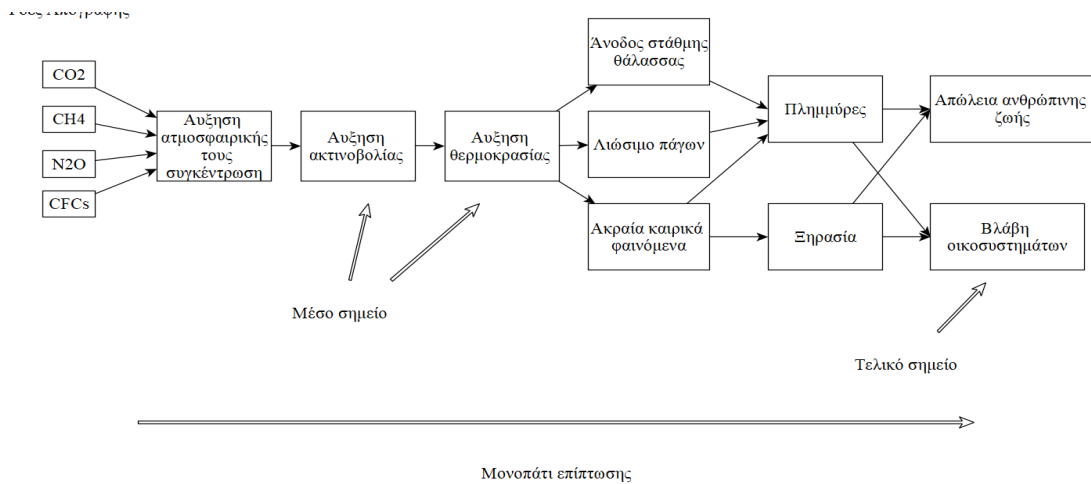 CO2
CH4
N2O
CFCs
Αυξηση
ατμοσφαιρικής
τους
συγκέντρωση
Αυξηση
ακτινοβολίας
Αυξηση
θερμοκρασίας
Άνοδος στάθμης
θάλασσας
Λιώσιμο πάγων
Ακραία καιρικά
φαινόμενα
Πλημμύρες
Ξηρασία
Απώλεια ανθρώπινης
ζωής
Βλάβη
οικοσυστημάτων
Μέσο σημείο
Τελικό σημείο
Μονοπάτι επίπτωσης